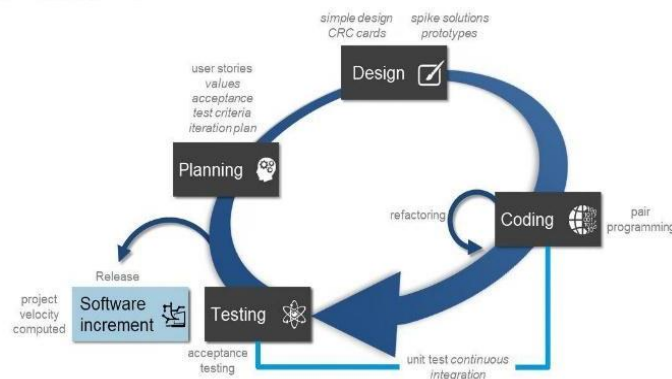 simple design
CRC cards
spike solutions
prototypes
Design
user stories
values
acceptance
test criteria
iteration plan
Planning
refactoring
Coding
pair
programming
Release
project
velocity
computed
Software
increment
Testing
acceptance
testing
unit test continuous
integration